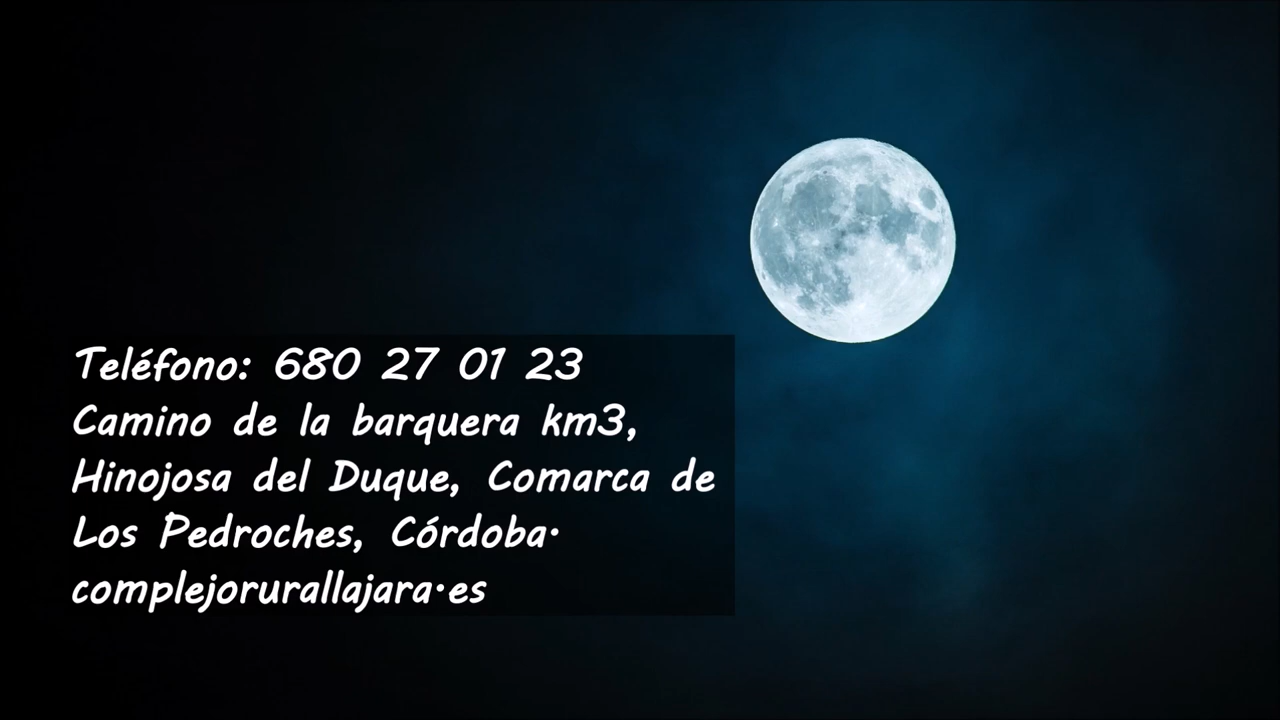 Teléfono: 680 27 01 23
Camino de la barquera km3,
Hinojosa del Duque, Comarca de
Los Pedroches, Córdoba.
complejorurallajara.es